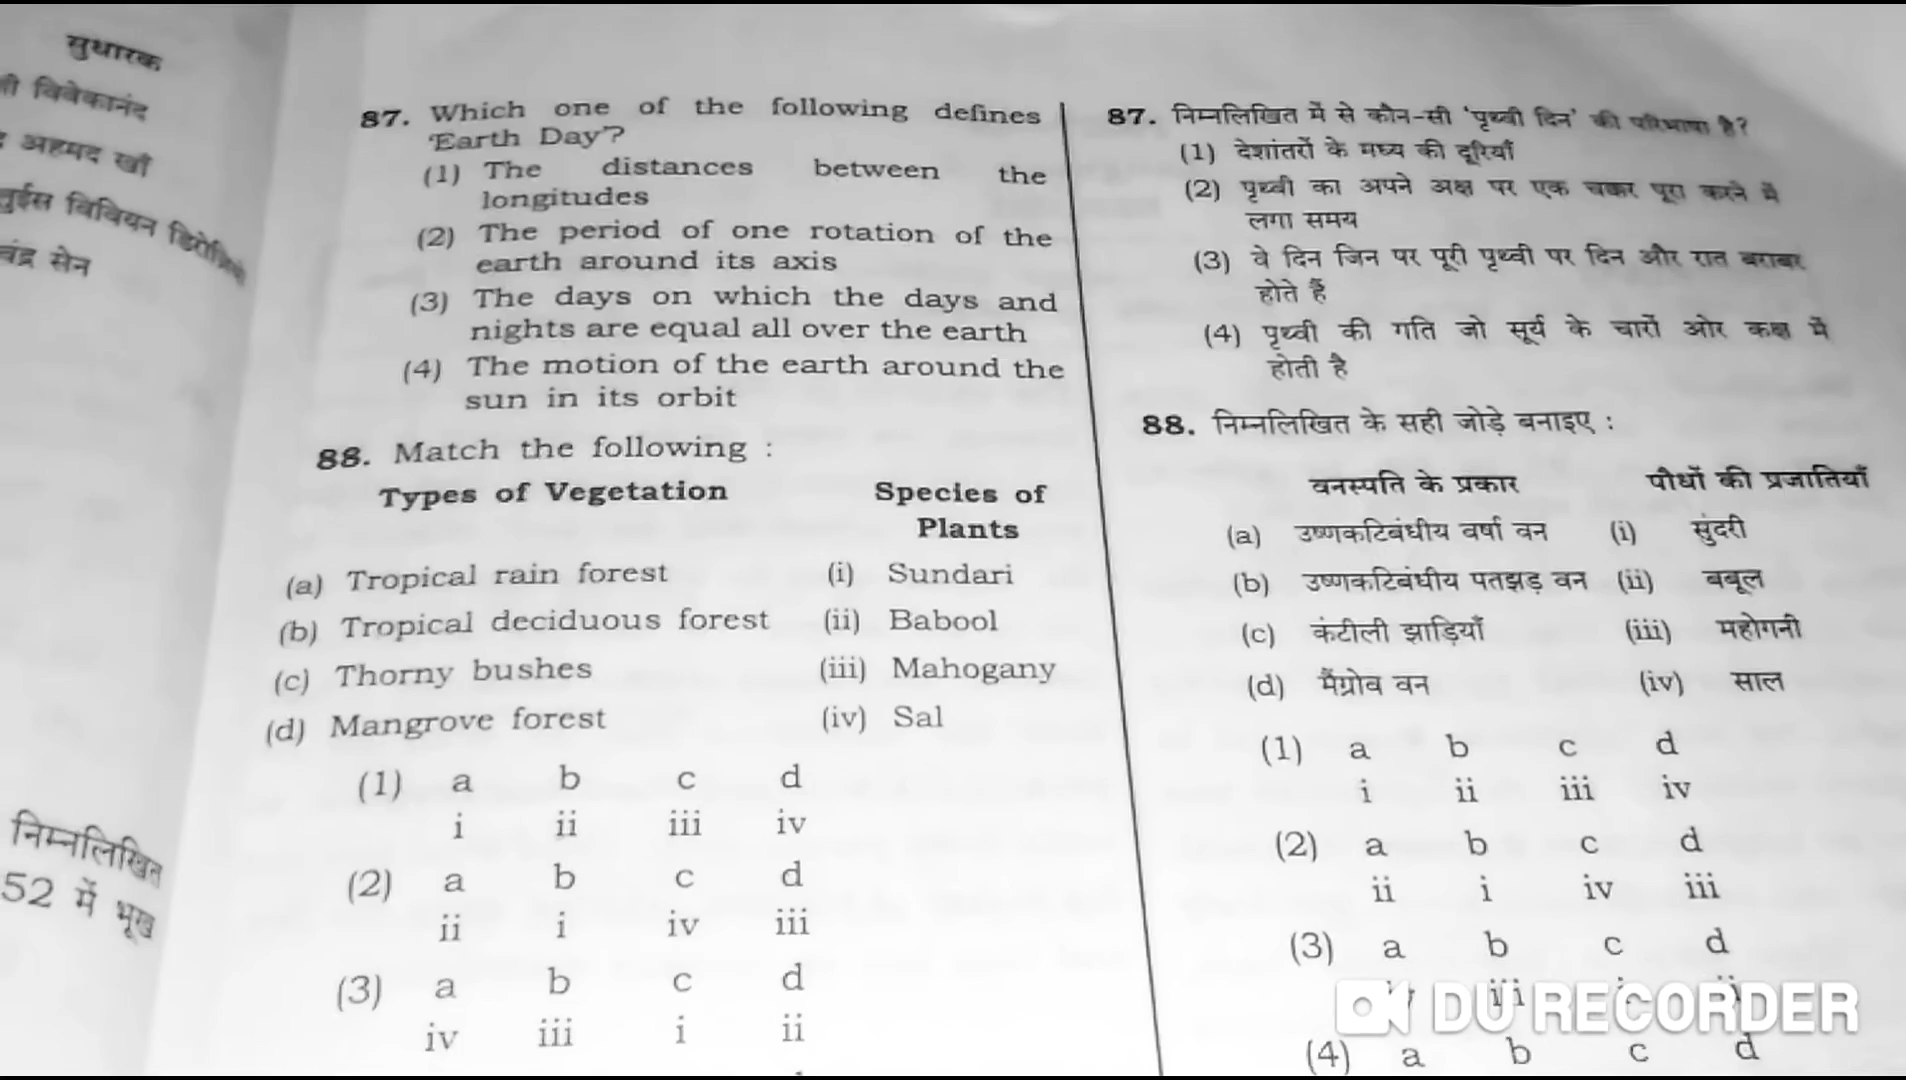 सुधारक
ी विवेकानंद
अहमद खाँ
लुईस विवियन डिरोज़ियो
चंद्र सेन
निम्नलिखित
52 में भूख
87. Which one of the following defines
'Earth Day'?
(1) The distances between the
longitudes
(2) The period of one rotation of the
earth around its axis
(3) The days on which the days and
nights are equal all over the earth
(4) The motion of the earth around the
sun in its orbit
88. Match the following :
Types of Vegetation Species of
Plants
(a) Tropical rain forest (i) Sundari
(b) Tropical deciduous forest (ii) Babool
(c) Thorny bushes (iii) Mahogany
(d) Mangrove forest (iv) Sal
(1) a b c d
i ii iii iv
(2) a b c d
ii i iv iii
(3) a b c d
iv iii i ii
87. निम्नलिखित में से कौन-सी 'पृथ्वी दिन' की परिभाषा है?
(1) देशांतरों के मध्य की दूरियाँ
(2) पृथ्वी का अपने अक्ष पर एक चक्कर पूरा करने में
लगा समय
(3) वे दिन जिन पर पूरी पृथ्वी पर दिन और रात बराबर
होते हैं
(4) पृथ्वी की गति जो सूर्य के चारों ओर कक्ष में
होती है
88. निम्नलिखित के सही जोड़े बनाइए :
वनस्पति के प्रकार पौधों की प्रजातियाँ
(a) उष्णकटिबंधीय वर्षा वन (i) सुंदरी
(b) उष्णकटिबंधीय पतझड़ वन (ii) बबूल
(c) कंटीली झाड़ियाँ (iii) महोगनी
(d) मैंग्रोव वन (iv) साल
(1) a b c d
i ii iii iv
(2) a b c d
ii i iv iii
(3) a b c d
DU RECORDER
(4) a b c d